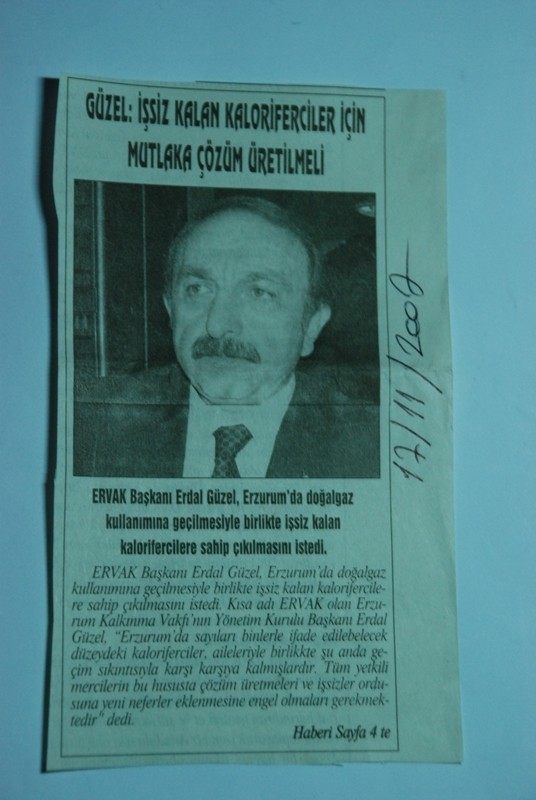 GÜZEL: İŞSİZ KALAN KALORİFERCİLER İÇİN
MUTLAKA ÇÖZÜM ÜRETİLMELİ
17/11/2007
ERVAK Başkanı Erdal Güzel, Erzurum'da doğalgaz
kullanımına geçilmesiyle birlikte işsiz kalan
kalorifercilere sahip çıkılmasını istedi.
ERVAK Başkanı Erdal Güzel, Erzurum'da doğalgaz
kullanımına geçilmesiyle birlikte işsiz kalan kalorifercile-
re sahip çıkılmasını istedi. Kısa adı ERVAK olan Erzu-
rum Kalkınma Vakfı'nın Yönetim Kurulu Başkanı Erdal
Güzel, "Erzurum'da sayıları binlerle ifade edilebilecek
düzeydeki kaloriferciler, aileleriyle birlikkte şu anda ge-
çim sıkıntısıyla karşı karşıya kalmışlardır. Tüm yetkili
mercilerin bu hususta çözüm üretmeleri ve işsizler ordu-
suna yeni neferler eklenmesine engel olmaları gerekmek-
tedir" dedi.
Haberi Sayfa 4 te